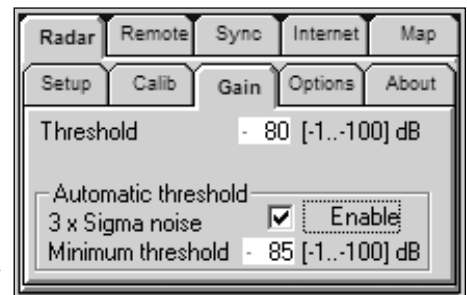 Radar Remote Sync Internet Map
Setup Calib Gain Options About
Threshold - 80 [-1..-100] dB
Automatic threshold
3 x Sigma noise Enable
Minimum threshold - 85 [-1..-100] dB